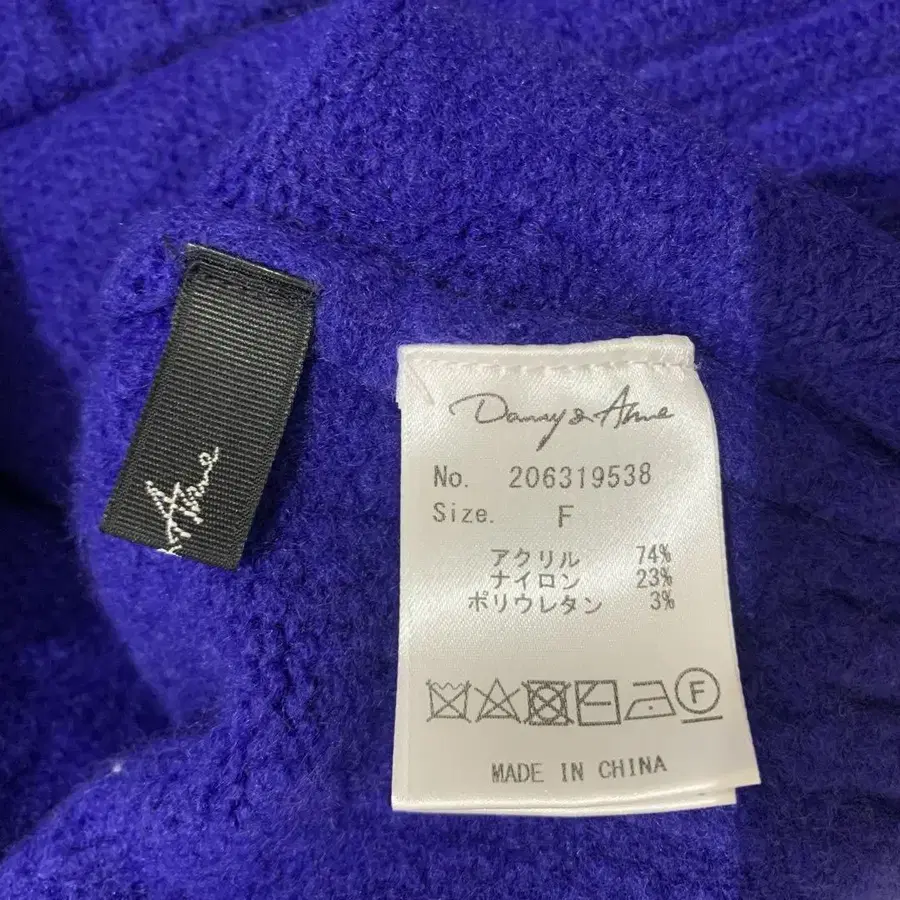 Danny & Anne
No. 206319538
Size. F
アクリル 74%
ナイロン 23%
ポリウレタン 3%
F
MADE IN CHINA
& Anne